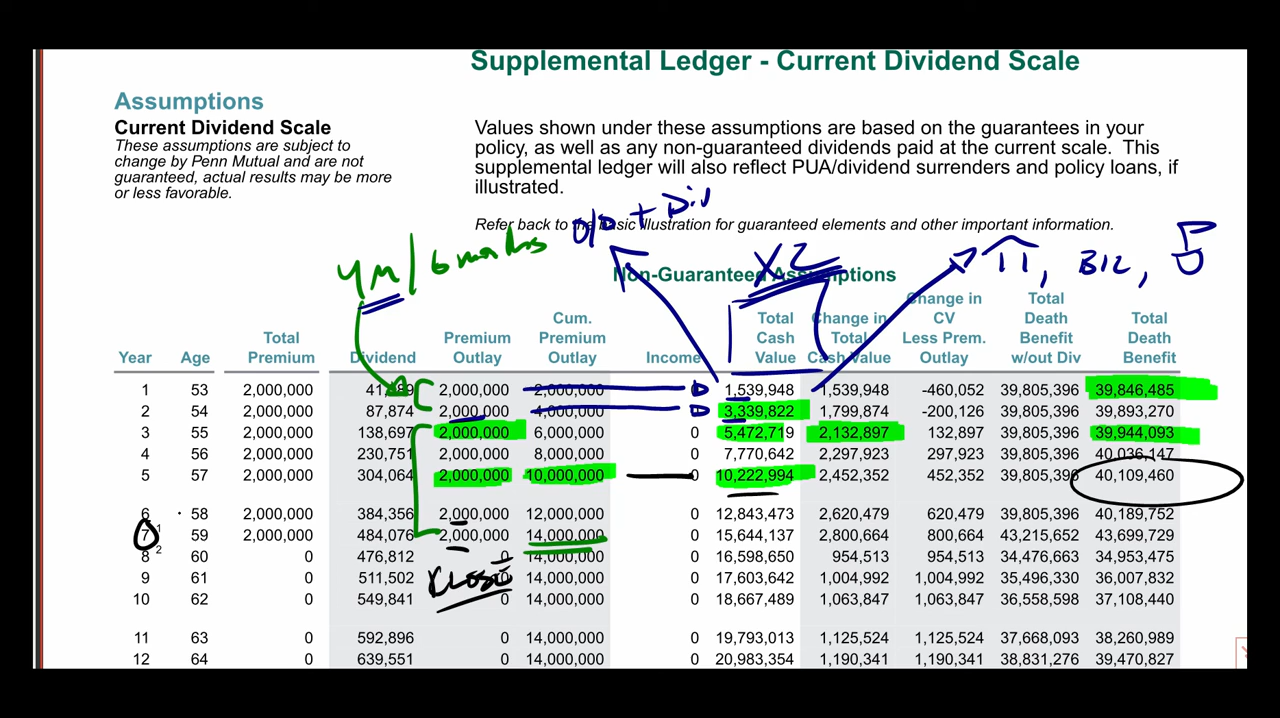 Supplemental Ledger - Current Dividend Scale
Assumptions
Current Dividend Scale
These assumptions are subject to
change by Penn Mutual and are not
guaranteed, actual results may be more
or less favorable.
Values shown under these assumptions are based on the guarantees in your
policy, as well as any non-guaranteed dividends paid at the current scale. This
supplemental ledger will also reflect PUA/dividend surrenders and policy loans, if
illustrated.
Refer back to the basic illustration for guaranteed elements and other important information.
% + Div
4M / 6 months
X2
Non-Guaranteed Assumptions
Year Age Total Premium Dividend Premium Outlay Cum. Premium Outlay Income Total Cash Value Change in Total Cash Value Change in CV Less Prem. Outlay Total Death Benefit w/out Div Total Death Benefit
1 53 2,000,000 2,000,000 2,000,000 1,539,948 1,539,948 -460,052 39,805,396 39,846,485
2 54 2,000,000 87,874 2,000,000 4,000,000 3,339,822 1,799,874 -200,126 39,805,396 39,893,270
3 55 2,000,000 138,697 2,000,000 6,000,000 0 5,472,719 2,132,897 132,897 39,805,396 39,944,093
4 56 2,000,000 230,751 2,000,000 8,000,000 0 7,770,642 2,297,923 297,923 39,805,396 40,036,147
5 57 2,000,000 304,064 2,000,000 10,000,000 0 10,222,994 2,452,352 452,352 39,805,396 40,109,460
6 58 2,000,000 384,356 2,000,000 12,000,000 0 12,843,473 2,620,479 620,479 39,805,396 40,189,752
7 59 2,000,000 484,076 2,000,000 14,000,000 0 15,644,137 2,800,664 800,664 43,215,652 43,699,729
8 60 0 476,812 0 14,000,000 0 16,598,650 954,513 954,513 34,476,663 34,953,475
9 61 0 511,502 0 14,000,000 0 17,603,642 1,004,992 1,004,992 35,496,330 36,007,832
10 62 0 549,841 0 14,000,000 0 18,667,489 1,063,847 1,063,847 36,558,598 37,108,440
11 63 0 592,896 0 14,000,000 0 19,793,013 1,125,524 1,125,524 37,668,093 38,260,989
12 64 0 639,551 0 14,000,000 0 20,983,354 1,190,341 1,190,341 38,831,276 39,470,827